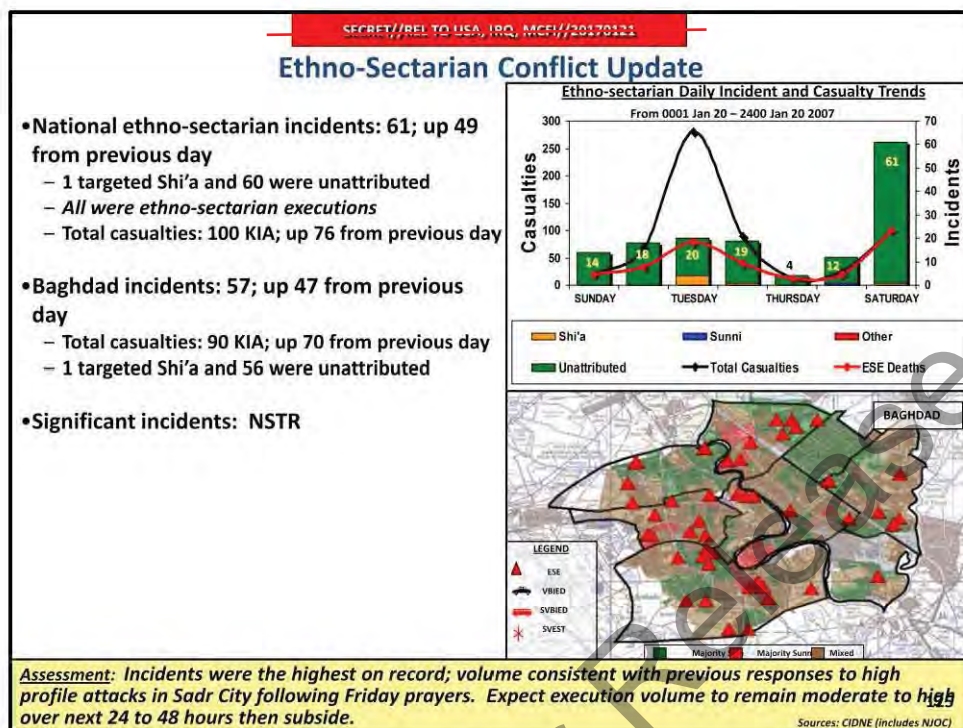 SECRET//REL TO USA, IRQ, MCFI//20170121
Ethno-Sectarian Conflict Update
•National ethno-sectarian incidents: 61; up 49
from previous day
– 1 targeted Shi'a and 60 were unattributed
– All were ethno-sectarian executions
– Total casualties: 100 KIA; up 76 from previous day
•Baghdad incidents: 57; up 47 from previous
day
– Total casualties: 90 KIA; up 70 from previous day
– 1 targeted Shi'a and 56 were unattributed
•Significant incidents: NSTR
Ethno-sectarian Daily Incident and Casualty Trends
From 0001 Jan 20 – 2400 Jan 20 2007
Casualties
300
250
200
150
100
50
0
Incidents
70
60
50
40
30
20
10
0
14
18
20
19
4
12
61
SUNDAY TUESDAY THURSDAY SATURDAY
Shi'a Sunni Other
Unattributed Total Casualties ESE Deaths
BAGHDAD
LEGEND
ESE
VBIED
SVBIED
SVEST
Majority Majority Sunni Mixed
Release
Assessment: Incidents were the highest on record; volume consistent with previous responses to high
profile attacks in Sadr City following Friday prayers. Expect execution volume to remain moderate to high
over next 24 to 48 hours then subside.
125
Sources: CIDNE (includes NJOC)